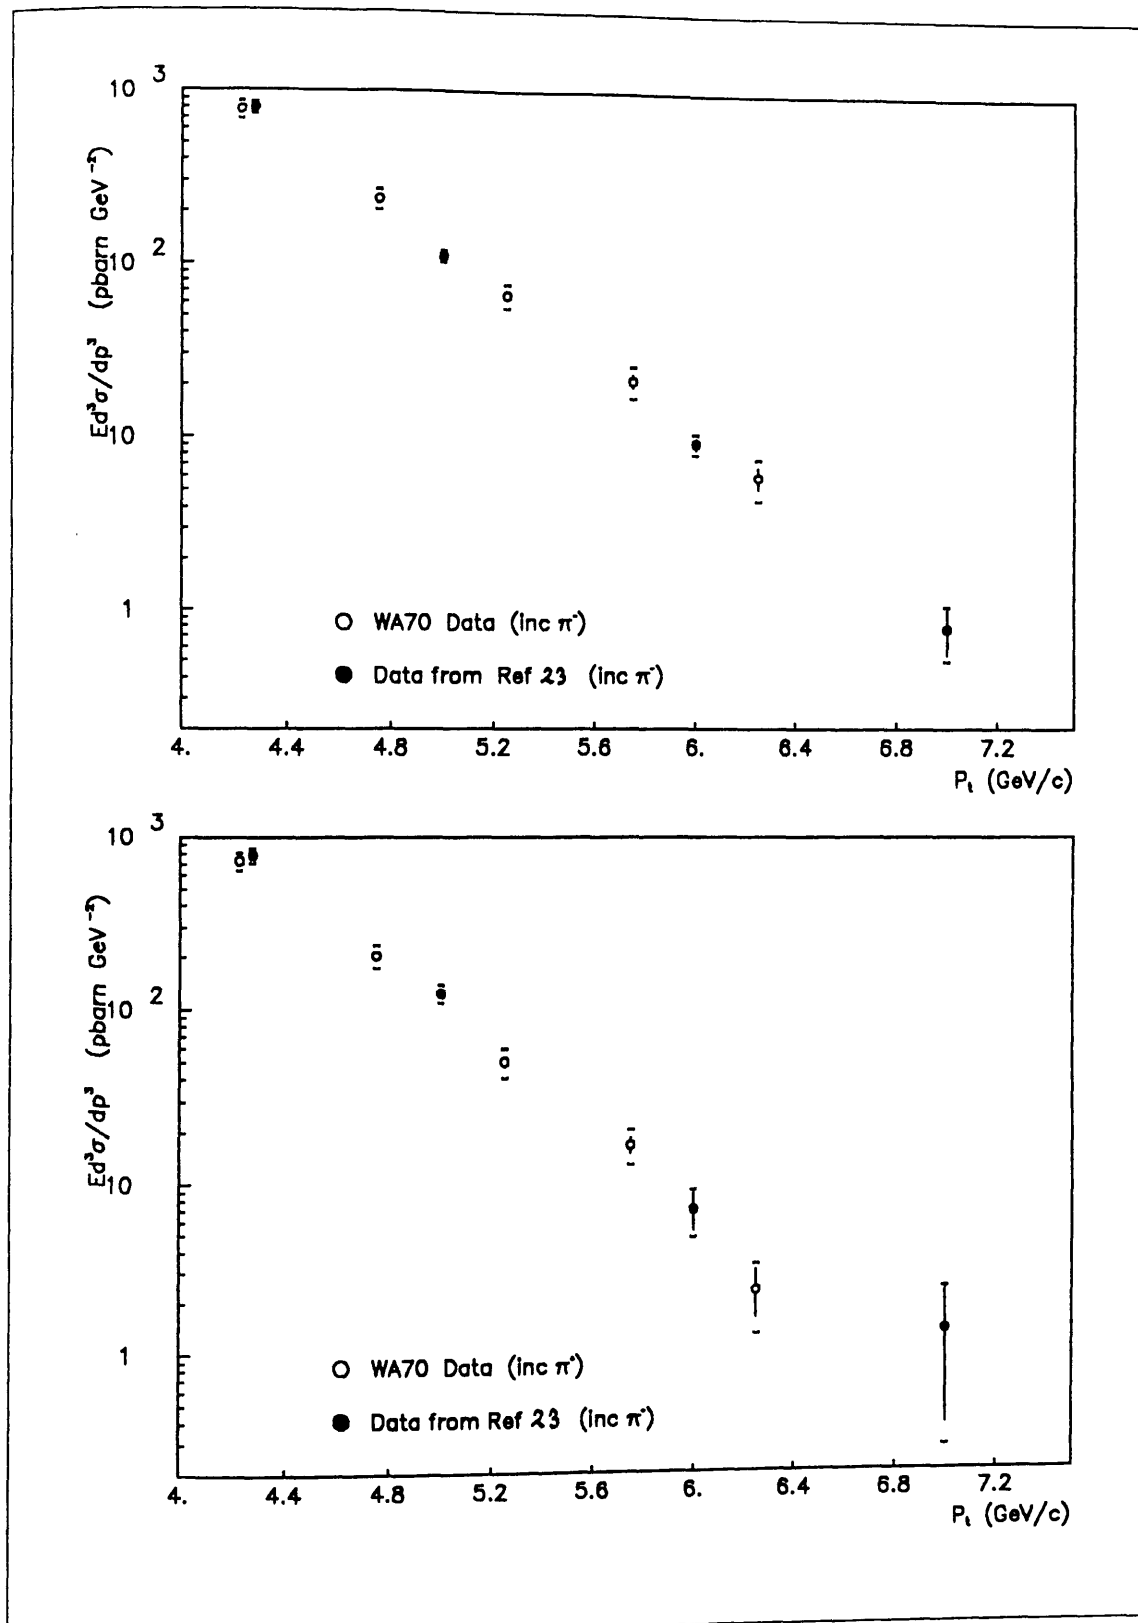 10 3
10 2
10
1
Ed³σ/dp³ (pbarn GeV⁻²)
○ WA70 Data (inc π⁻)
● Data from Ref 23 (inc π⁻)
4. 4.4 4.8 5.2 5.6 6. 6.4 6.8 7.2
Pt (GeV/c)
10 3
10 2
10
1
Ed³σ/dp³ (pbarn GeV⁻²)
○ WA70 Data (inc π)
● Data from Ref 23 (inc π)
4. 4.4 4.8 5.2 5.6 6. 6.4 6.8 7.2
Pt (GeV/c)